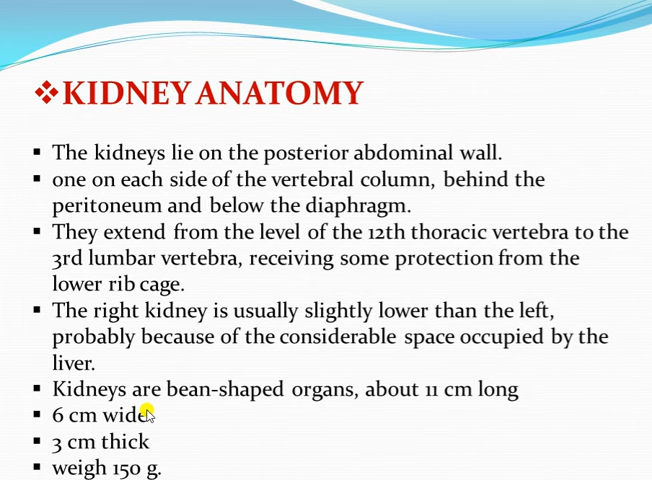 ❖KIDNEY ANATOMY
▪ The kidneys lie on the posterior abdominal wall.
▪ one on each side of the vertebral column, behind the
peritoneum and below the diaphragm.
▪ They extend from the level of the 12th thoracic vertebra to the
3rd lumbar vertebra, receiving some protection from the
lower rib cage.
▪ The right kidney is usually slightly lower than the left,
probably because of the considerable space occupied by the
liver.
▪ Kidneys are bean-shaped organs, about 11 cm long
▪ 6 cm wide
▪ 3 cm thick
▪ weigh 150 g.